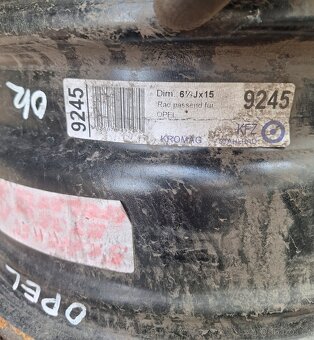 9245
Dim. 6½Jx15
Rad passend für
OPEL *
9245
KROMAG
KFZ
OPEL